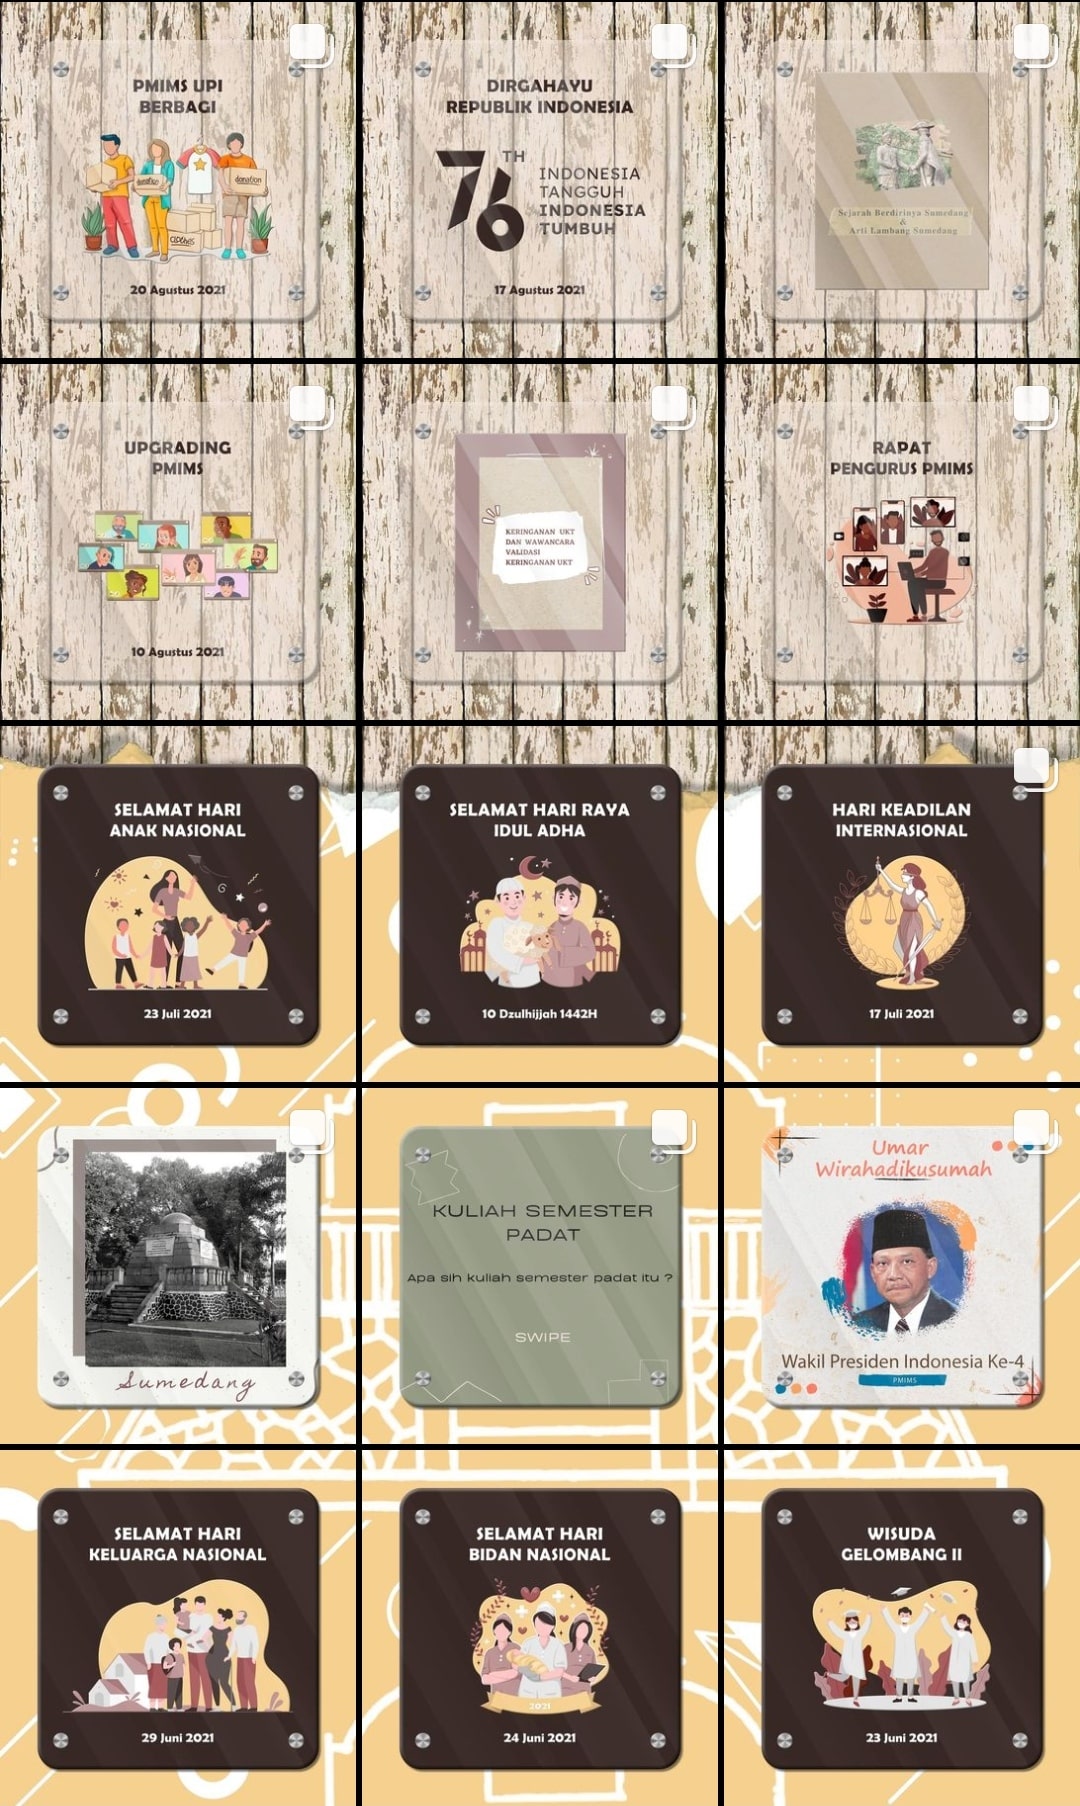 PMIMS UPI
BERBAGI
donation
donation
clothes
20 Agustus 2021
DIRGAHAYU
REPUBLIK INDONESIA
76
TH
INDONESIA
TANGGUH
INDONESIA
TUMBUH
17 Agustus 2021
Sejarah Berdirinya Sumedang
&
Arti Lambang Sumedang
UPGRADING
PMIMS
10 Agustus 2021
KERINGANAN UKT
DAN WAWANCARA
VALIDASI
KERINGANAN UKT
RAPAT
PENGURUS PMIMS
SELAMAT HARI
ANAK NASIONAL
23 Juli 2021
SELAMAT HARI RAYA
IDUL ADHA
10 Dzulhijjah 1442H
HARI KEADILAN
INTERNASIONAL
17 Juli 2021
Sumedang
KULIAH SEMESTER
PADAT
Apa sih kuliah semester padat itu ?
SWIPE
Umar
Wirahadikusumah
Wakil Presiden Indonesia Ke-4
PMIMS
SELAMAT HARI
KELUARGA NASIONAL
29 Juni 2021
SELAMAT HARI
BIDAN NASIONAL
2021
24 Juni 2021
WISUDA
GELOMBANG II
23 Juni 2021